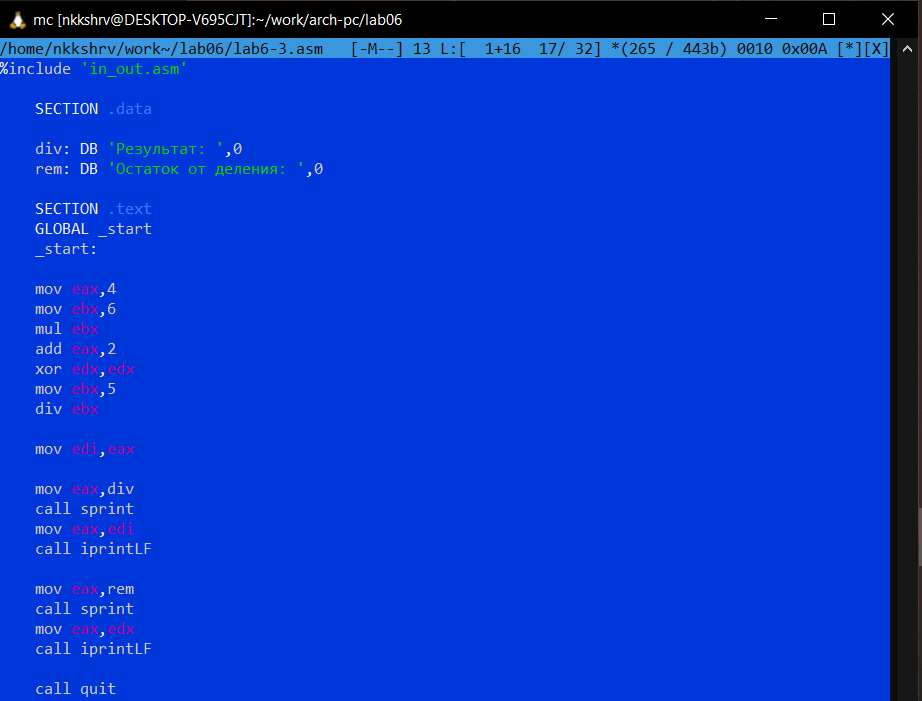 mc [nkkshrv@DESKTOP-V695CJT]:~/work/arch-pc/lab06
/home/nkkshrv/work~/lab06/lab6-3.asm   [-M--] 13 L:[  1+16  17/ 32] *(265 / 443b) 0010 0x00A [*][X]
%include 'in_out.asm'
SECTION .data
div: DB 'Результат: ',0
rem: DB 'Остаток от деления: ',0
SECTION .text
GLOBAL _start
_start:
mov eax,4
mov ebx,6
mul ebx
add eax,2
xor edx,edx
mov ebx,5
div ebx
mov edi,eax
mov eax,div
call sprint
mov eax,edi
call iprintLF
mov eax,rem
call sprint
mov eax,edx
call iprintLF
call quit